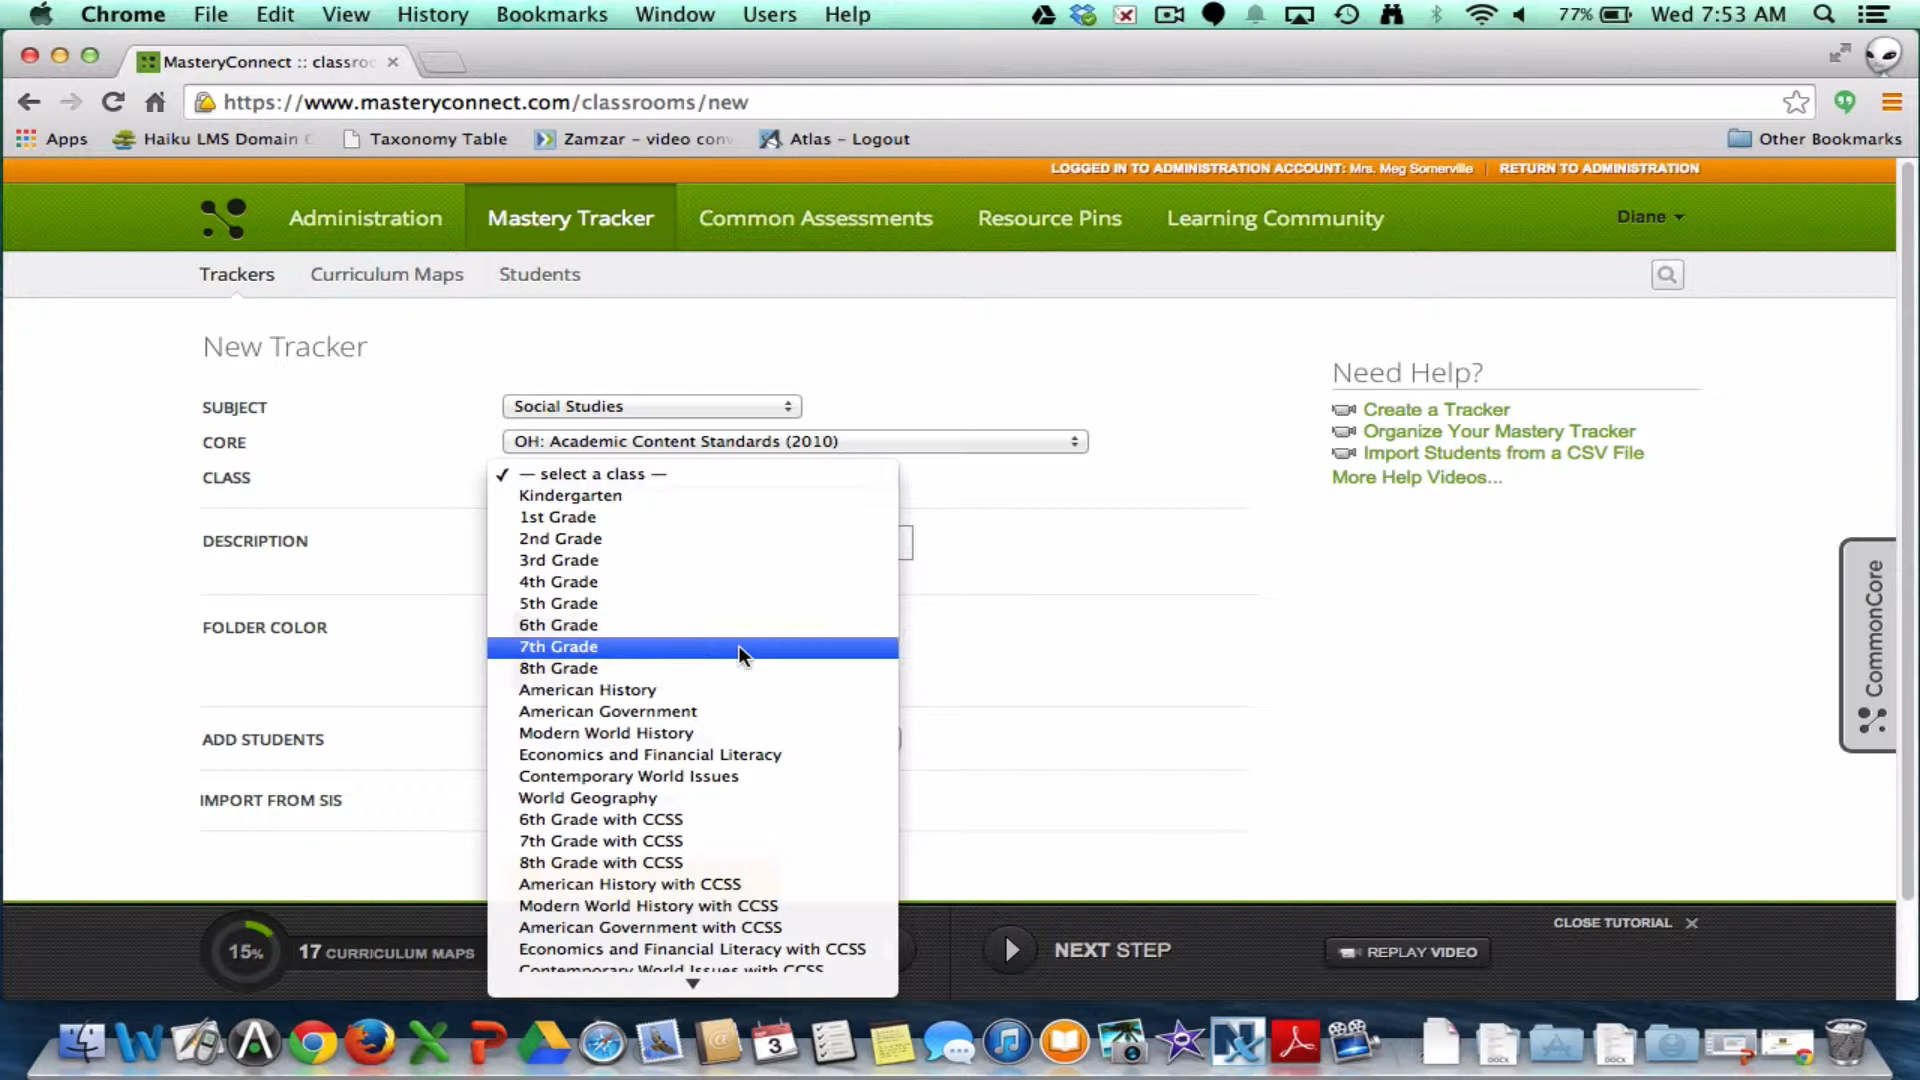 Chrome File Edit View History Bookmarks Window Users Help 77% Wed 7:53 AM
MasteryConnect :: classro
https://www.masteryconnect.com/classrooms/new
Apps Haiku LMS Domain Taxonomy Table Zamzar – video conv Atlas – Logout Other Bookmarks
LOGGED IN TO ADMINISTRATION ACCOUNT: Mrs. Meg Somerville RETURN TO ADMINISTRATION
Administration Mastery Tracker Common Assessments Resource Pins Learning Community Diane
Trackers Curriculum Maps Students
New Tracker
SUBJECT Social Studies
CORE OH: Academic Content Standards (2010)
CLASS
DESCRIPTION
FOLDER COLOR
ADD STUDENTS
IMPORT FROM SIS
— select a class —
Kindergarten
1st Grade
2nd Grade
3rd Grade
4th Grade
5th Grade
6th Grade
7th Grade
8th Grade
American History
American Government
Modern World History
Economics and Financial Literacy
Contemporary World Issues
World Geography
6th Grade with CCSS
7th Grade with CCSS
8th Grade with CCSS
American History with CCSS
Modern World History with CCSS
American Government with CCSS
Economics and Financial Literacy with CCSS
Contemporary World Issues with CCSS
Need Help?
Create a Tracker
Organize Your Mastery Tracker
Import Students from a CSV File
More Help Videos...
CommonCore
15% 17 CURRICULUM MAPS NEXT STEP REPLAY VIDEO
CLOSE TUTORIAL
3
DOCX
DOCX